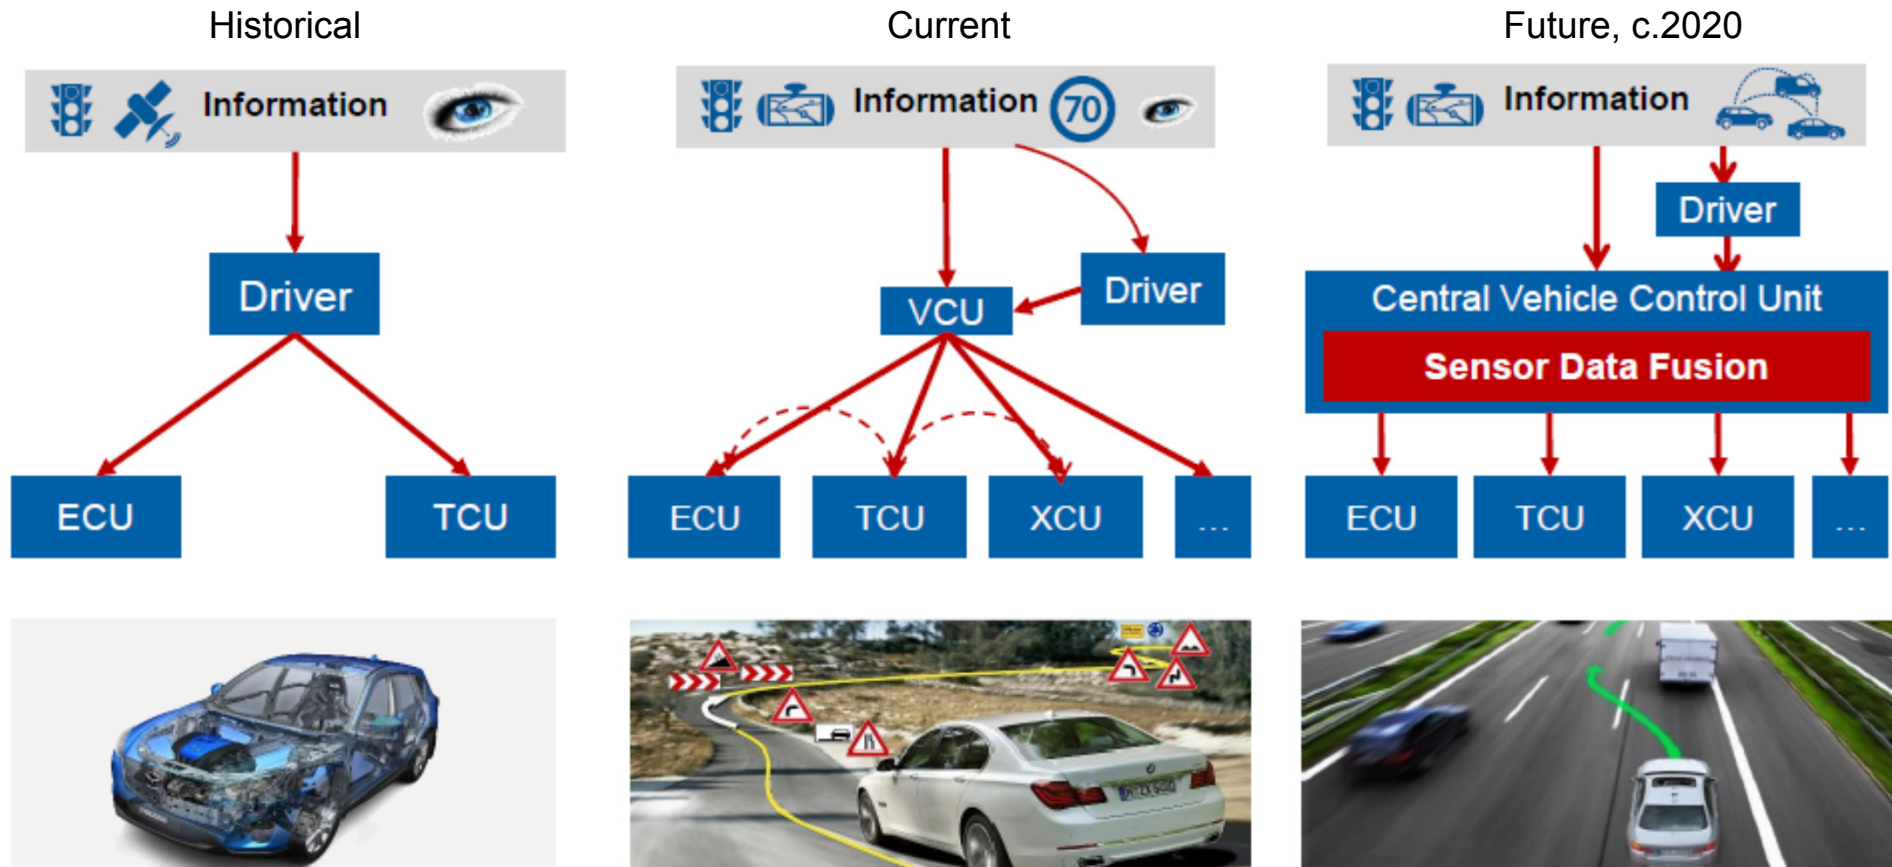 Historical
Current
Future, c.2020
Information
Information
70
Information
Driver
VCU
Driver
Driver
Central Vehicle Control Unit
Sensor Data Fusion
ECU
TCU
ECU
TCU
XCU
...
ECU
TCU
XCU
...